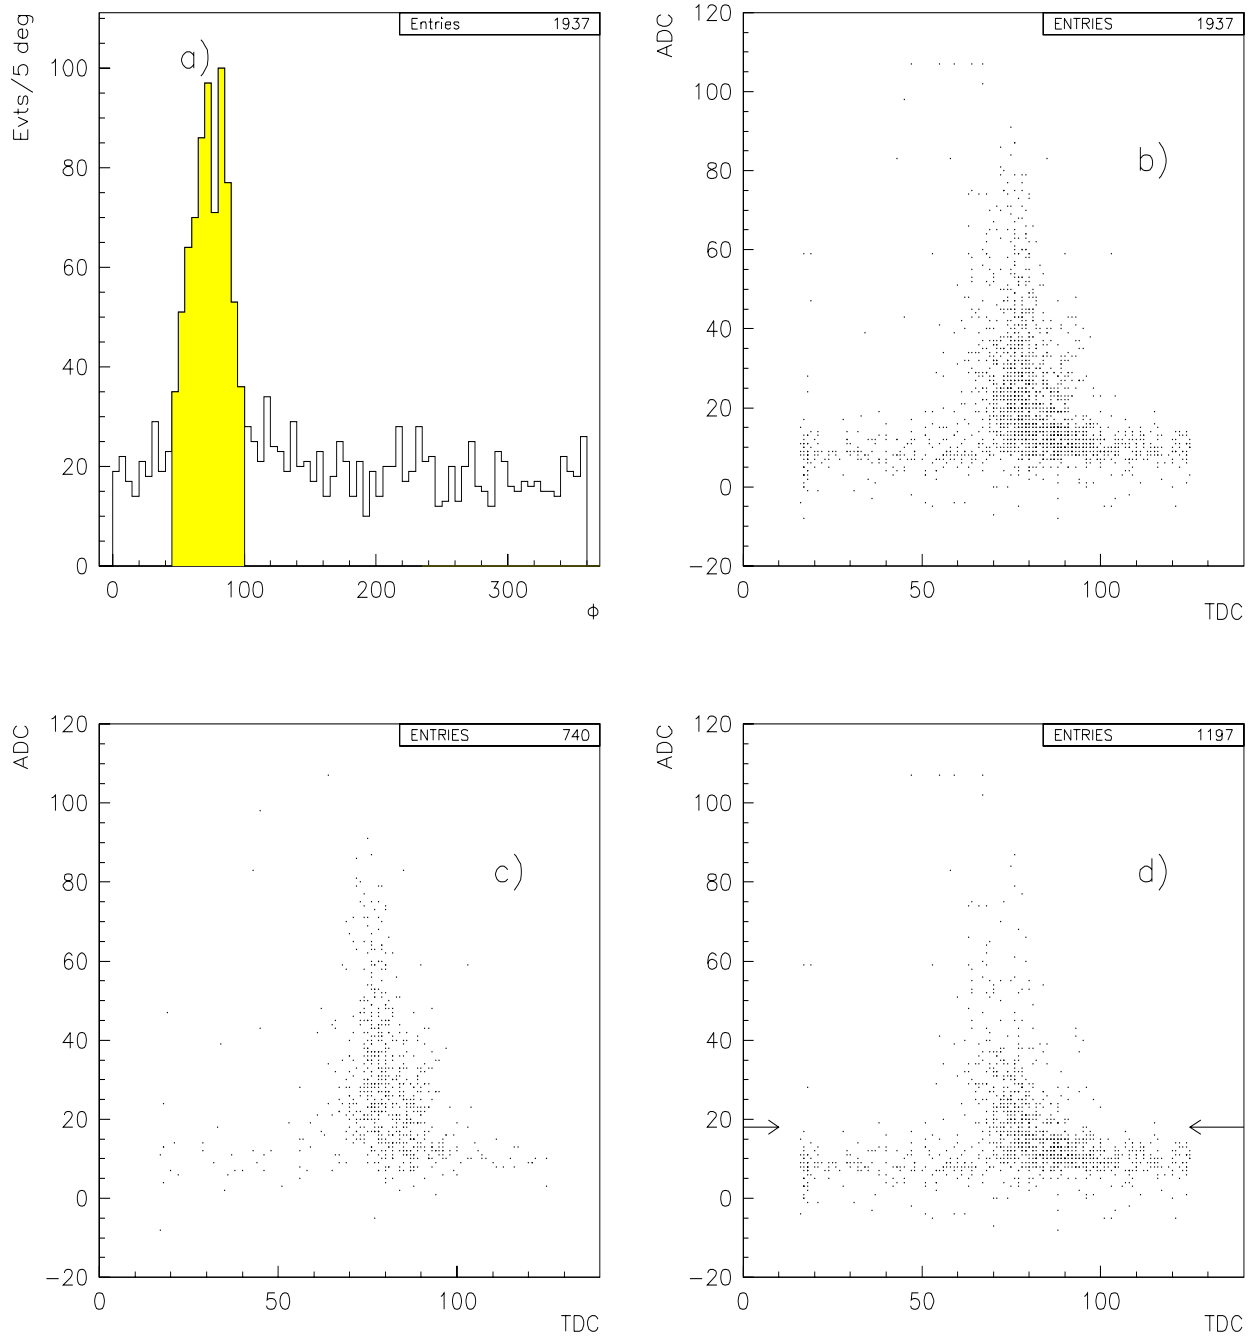 Evts/5 deg
Entries 1937
a)
100
80
60
40
20
0
0 100 200 300
ϕ
ADC
ENTRIES 1937
b)
120
100
80
60
40
20
0
−20
0 50 100
TDC
ADC
ENTRIES 740
c)
120
100
80
60
40
20
0
−20
0 50 100
TDC
ADC
ENTRIES 1197
d)
120
100
80
60
40
20
0
−20
0 50 100
TDC